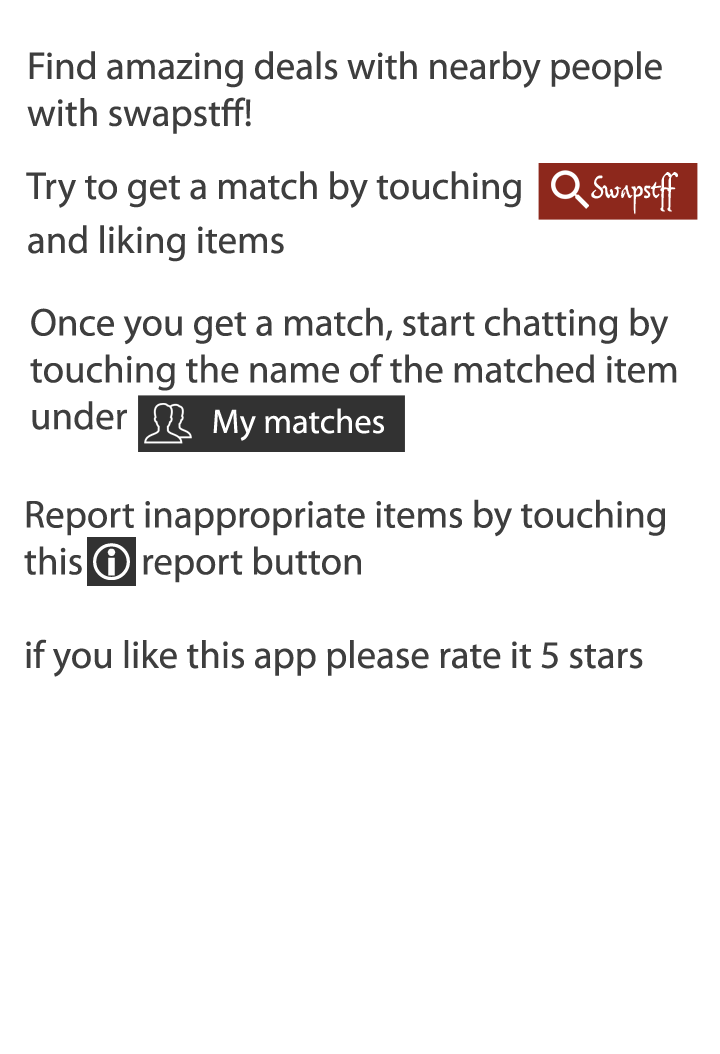 Find amazing deals with nearby people
with swapstff!
Try to get a match by touching Swapstff
and liking items
Once you get a match, start chatting by
touching the name of the matched item
under My matches
Report inappropriate items by touching
this report button
if you like this app please rate it 5 stars